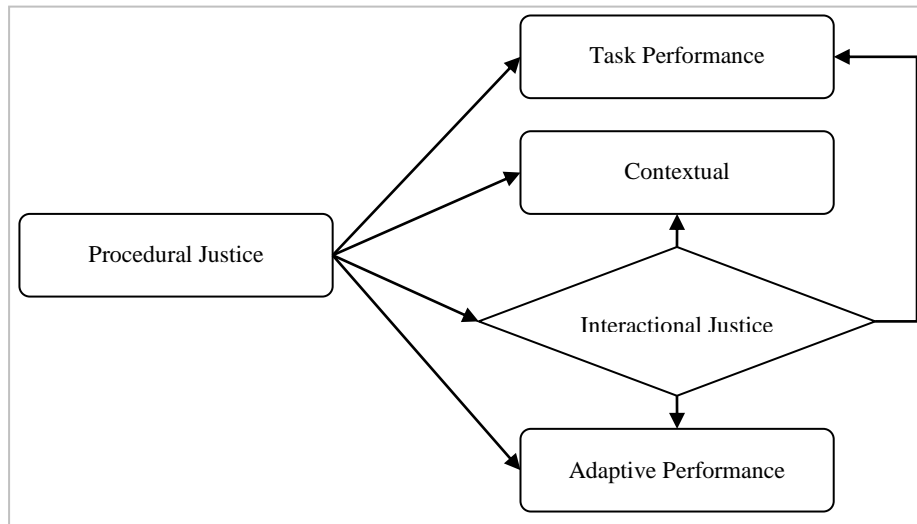 Task Performance
Contextual
Procedural Justice
Interactional Justice
Adaptive Performance